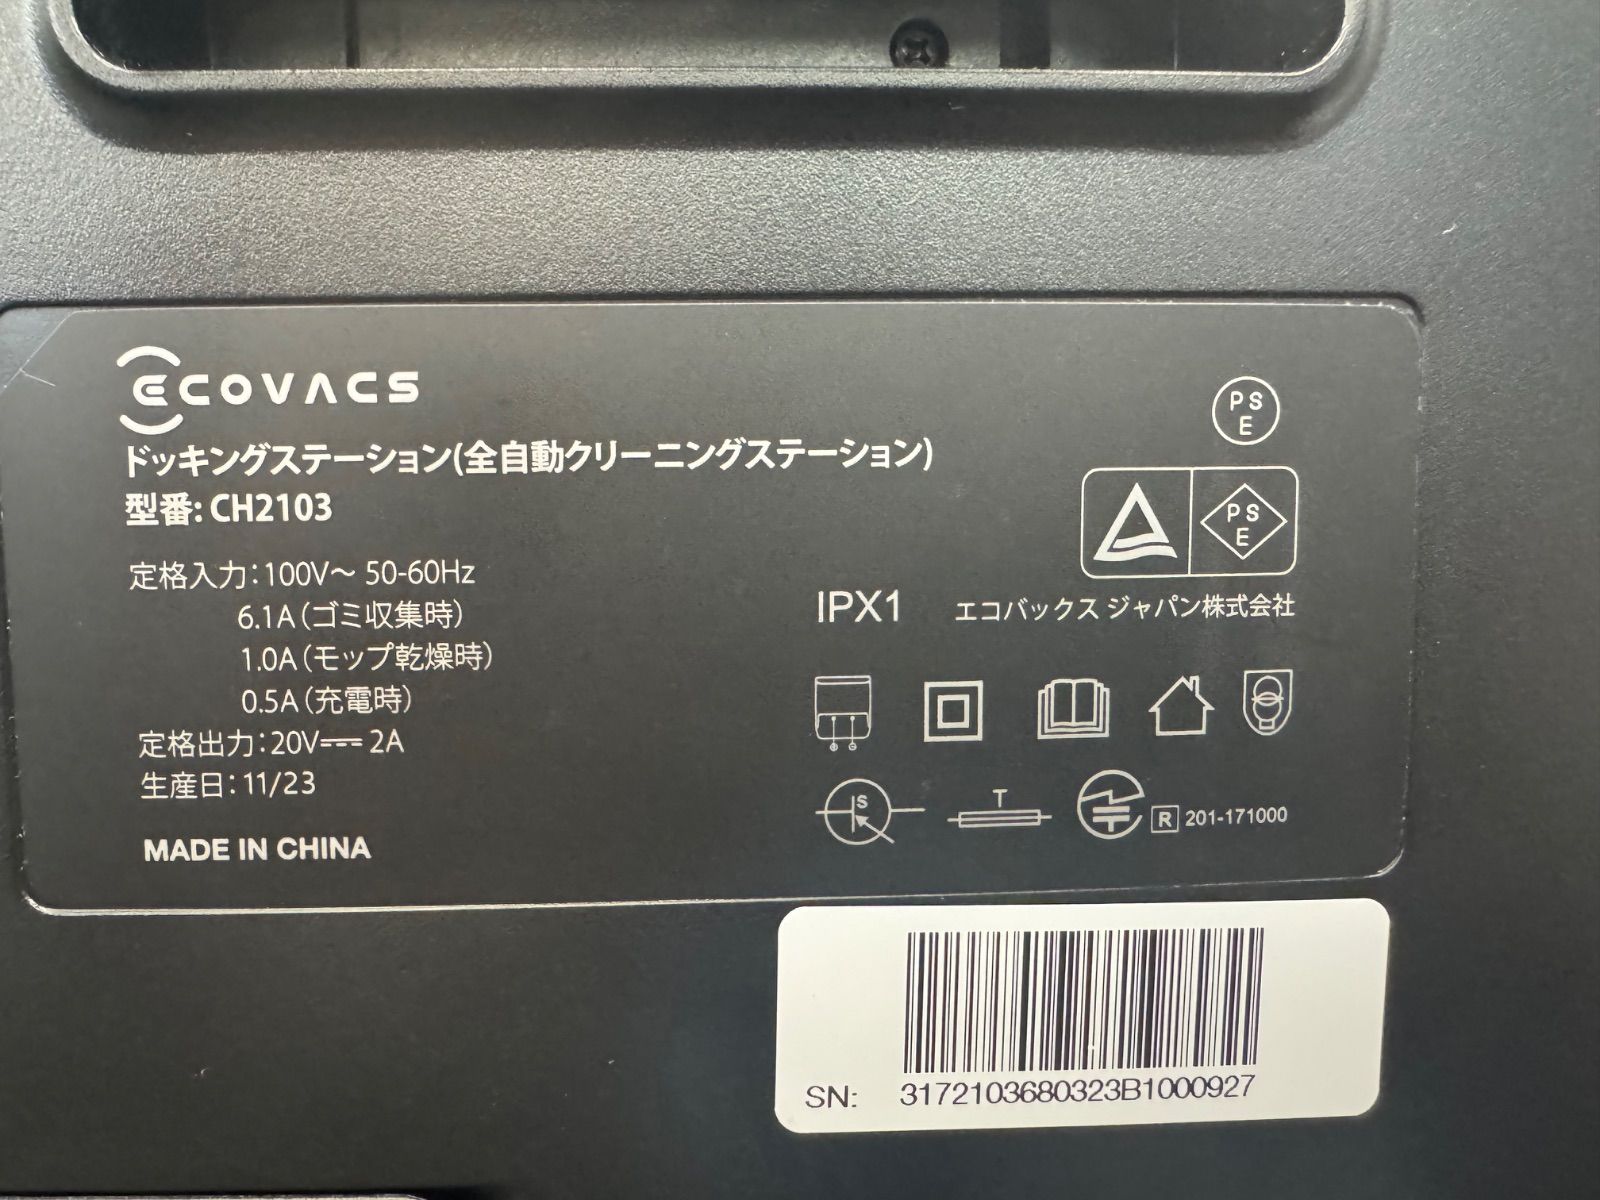 ECOVACS
ドッキングステーション(全自動クリーニングステーション)
型番: CH2103
定格入力:100V～ 50-60Hz
6.1A(ゴミ収集時)
1.0A(モップ乾燥時)
0.5A(充電時)
定格出力:20V⎓2A
生産日:11/23
MADE IN CHINA
PSE
PSE
IPX1 エコバックス ジャパン株式会社
S
T
R 201-171000
SN: 3172103680323B1000927